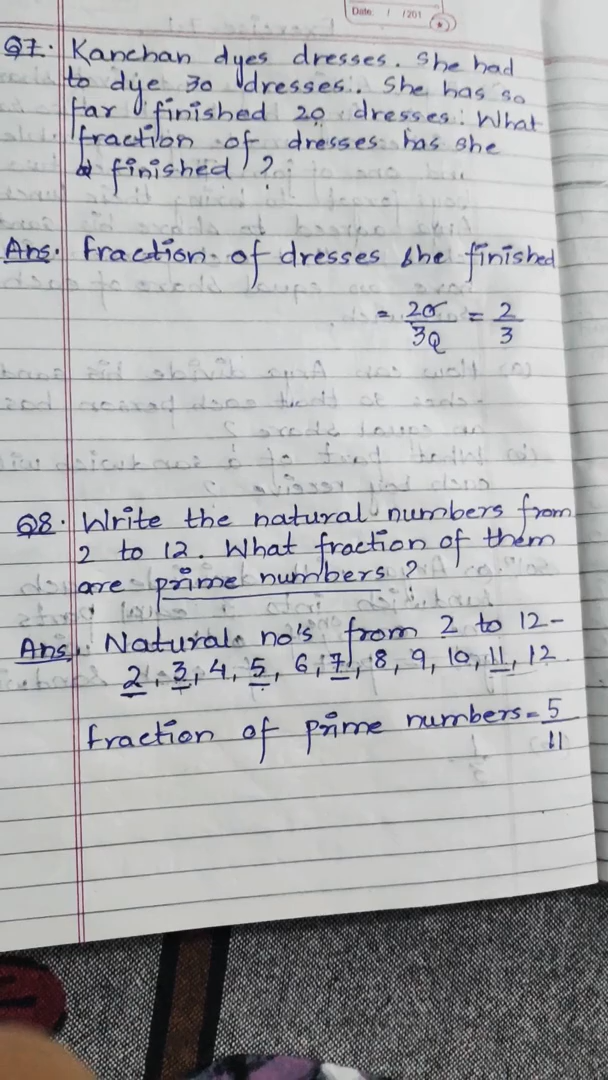 Date: / /201
Q7. Kanchan dyes dresses. She had
to dye 30 dresses. She has so
far finished 20 dresses. What
fraction of dresses has she
finished ?
Ans. fraction of dresses she finished
= 20/30 = 2/3
Q8. Write the natural numbers from
2 to 12. What fraction of them
are prime numbers ?
Ans. Natural no's from 2 to 12-
2, 3, 4, 5, 6, 7, 8, 9, 10, 11, 12
fraction of prime numbers = 5/11